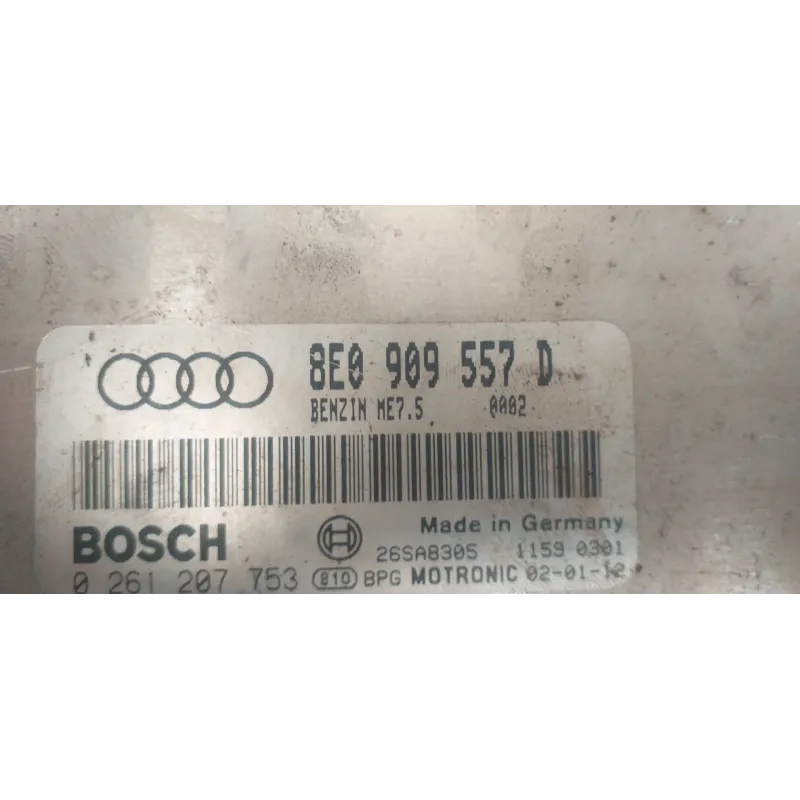 8E0 909 557 D
BENZIN ME7.5 0002
BOSCH Made in Germany
26SA8305 1159 0301
0 261 207 753 810 BPG MOTRONIC 02-01-12